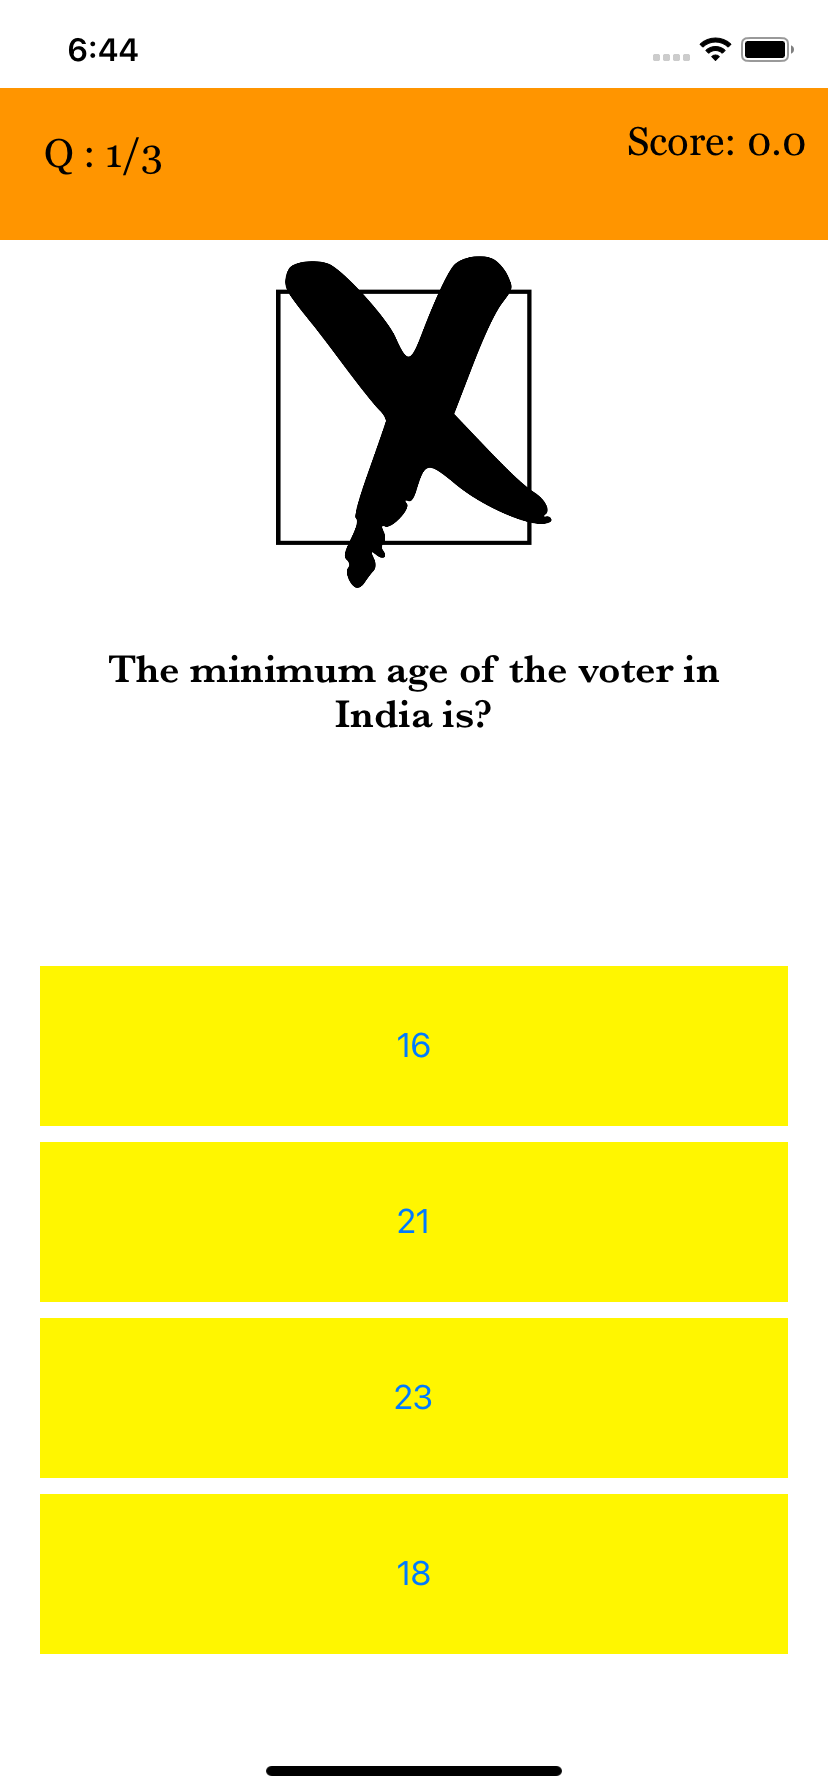 6:44
Q : 1/3
Score: 0.0
The minimum age of the voter in
India is?
16
21
23
18